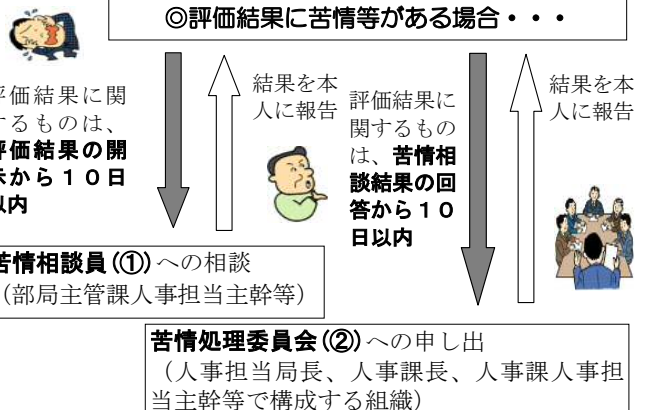 ◎評価結果に苦情等がある場合・・・
評価結果に関
するものは、
評価結果の開
示から１０日
以内
結果を本
人に報告
評価結果に
関するもの
は、苦情相
談結果の回
答から１０
日以内
結果を本
人に報告
苦情相談員(①)への相談
（部局主管課人事担当主幹等）
苦情処理委員会(②)への申し出
（人事担当局長、人事課長、人事課人事担
当主幹等で構成する組織）